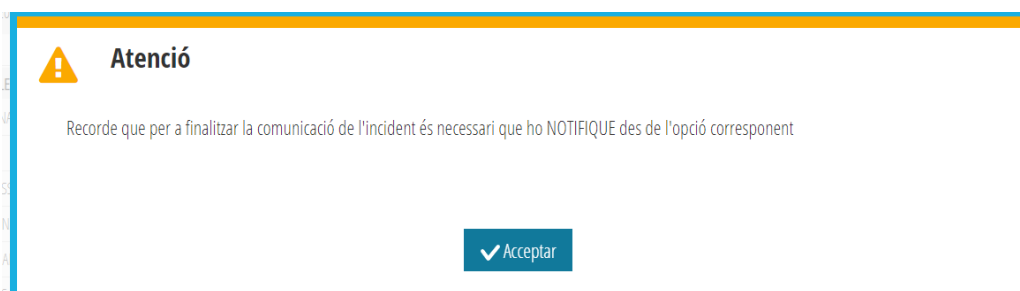 Atenció
Recorde que per a finalitzar la comunicació de l'incident és necessari que ho NOTIFIQUE des de l'opció corresponent
Acceptar